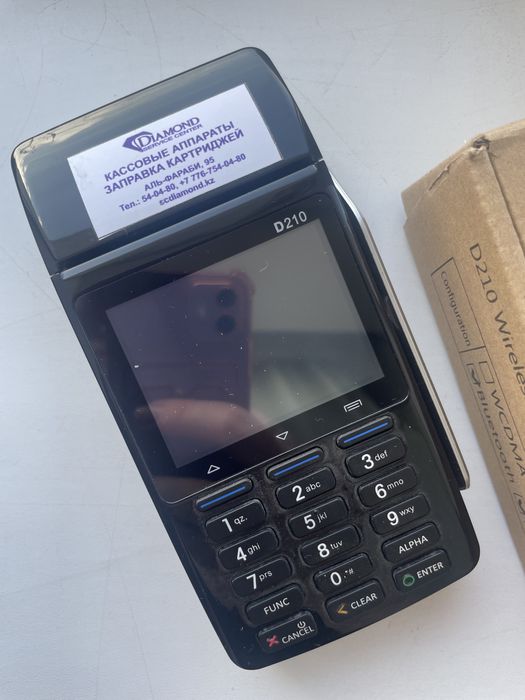 DIAMOND
SERVICE CENTER
КАССОВЫЕ АППАРАТЫ
ЗАПРАВКА КАРТРИДЖЕЙ
АЛЬ-ФАРАБИ, 95
Тел.: 54-04-80, +7 776-754-04-80
scdiamond.kz
D210
1 qz.
2 abc
3 def
4 ghi
5 jkl
6 mno
7 prs
8 tuv
9 wxy
FUNC
0 .*#
ALPHA
CANCEL
CLEAR
ENTER
D210 Wirele
Configuration
WCDM
Bluetooth